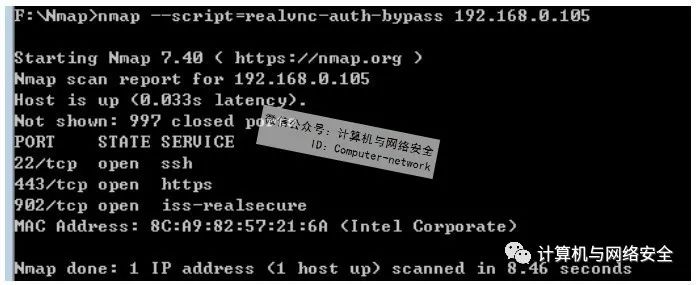 F:\Nmap>nmap --script=realvnc-auth-bypass 192.168.0.105
Starting Nmap 7.40 ( https://nmap.org )
Nmap scan report for 192.168.0.105
Host is up (0.033s latency).
Not shown: 997 closed
微信公众号：计算机与网络安全
ID: Computer-network
PORT STATE SERVICE
22/tcp open ssh
443/tcp open https
902/tcp open iss-realsecure
MAC Address: 8C:A9:82:57:21:6A (Intel Corporate)
计算机与网络安全
Nmap done: 1 IP address (1 host up) scanned in 8.46 seconds